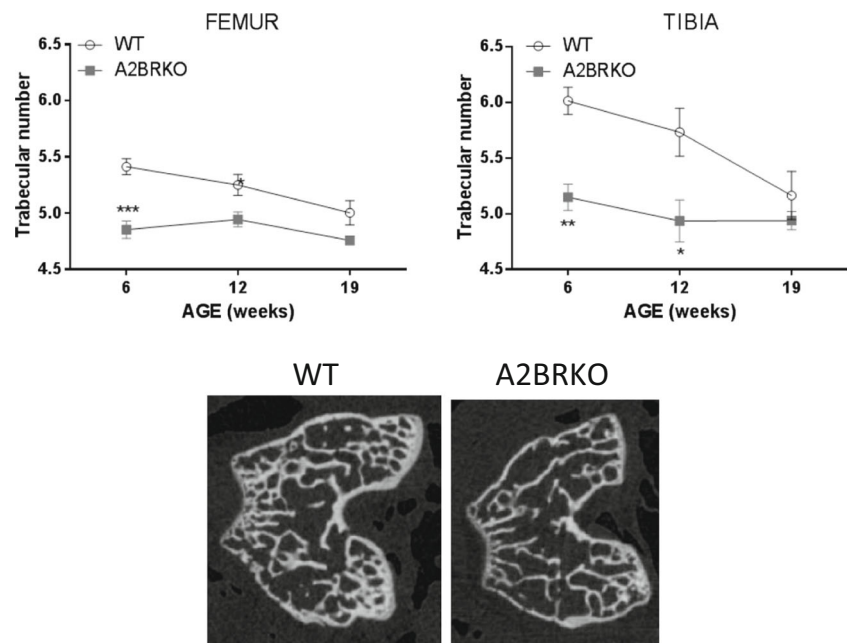 FEMUR
WT
A2BRKO
Trabecular number
6.5
6.0
5.5
5.0
4.5
***
*
6
12
19
AGE (weeks)
TIBIA
WT
A2BRKO
Trabecular number
6.5
6.0
5.5
5.0
4.5
**
*
6
12
19
AGE (weeks)
WT
A2BRKO